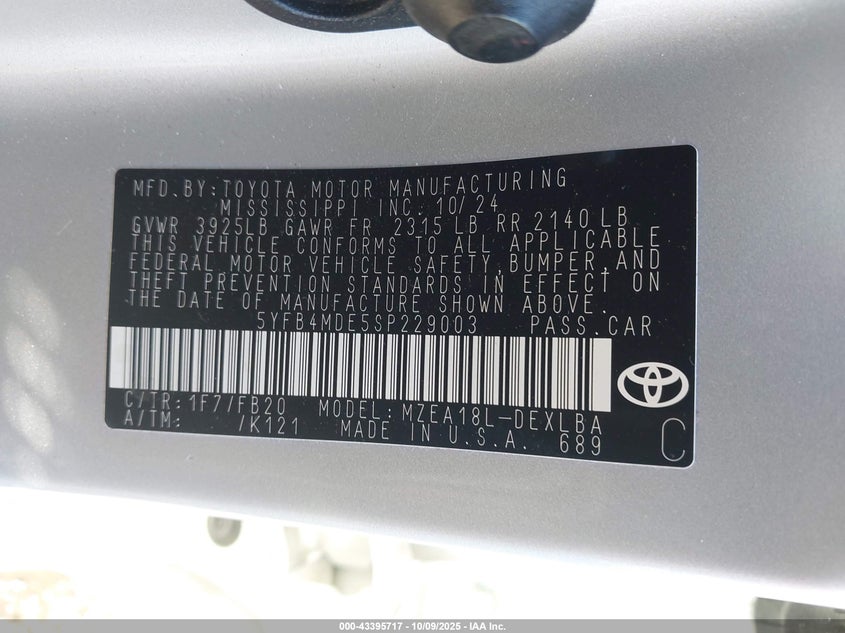 MFD.BY:TOYOTA MOTOR MANUFACTURING
MISSISSIPPI INC. 10/24
GVWR 3925LB GAWR FR 2315 LB RR 2140 LB
THIS VEHICLE CONFORMS TO ALL APPLICABLE
FEDERAL MOTOR VEHICLE SAFETY,BUMPER,AND
THEFT PREVENTION STANDARDS IN EFFECT ON
THE DATE OF MANUFACTURE SHOWN ABOVE.
5YFB4MDE5SP229003 PASS.CAR
C/TR:1F7/FB20 MODEL:MZEA18L-DEXLBA
A/TM: /K121 MADE IN U.S.A. 689
C
000-43395717 - 10/09/2025 - IAA Inc.